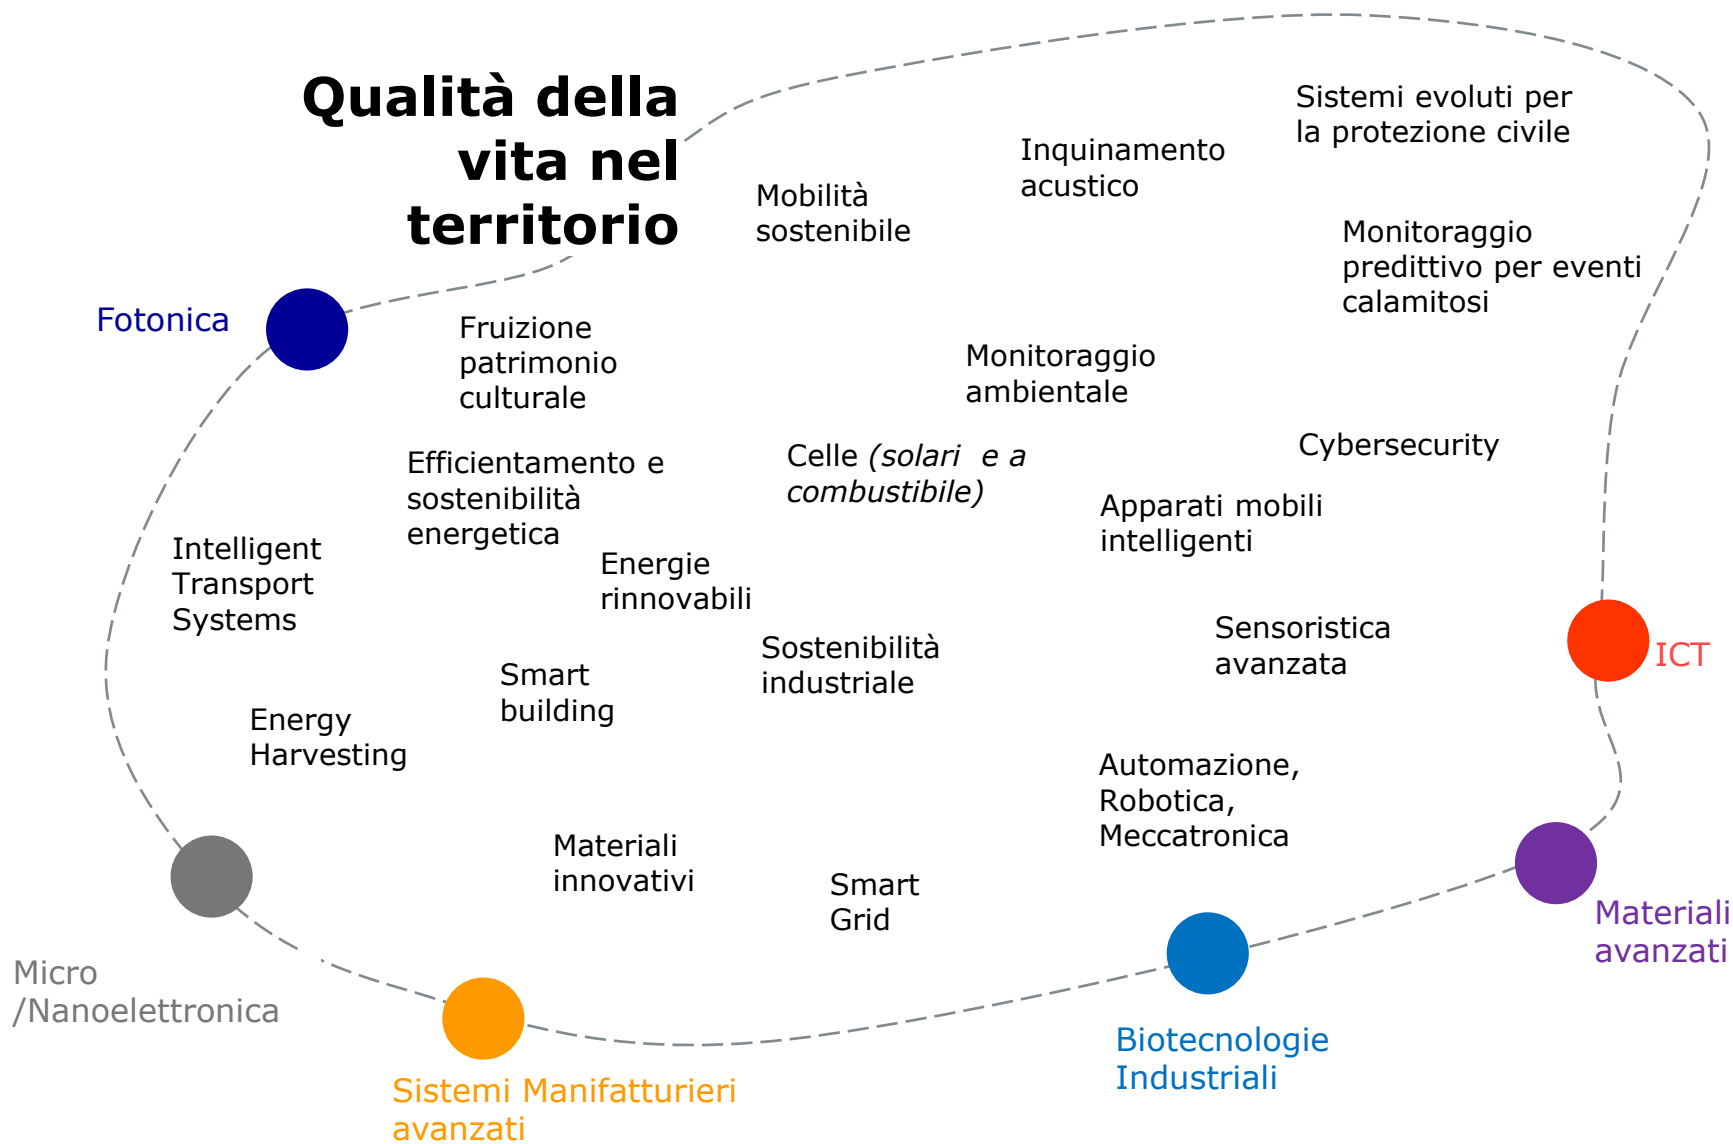 Qualità della
vita nel
territorio
Sistemi evoluti per
la protezione civile
Inquinamento
acustico
Mobilità
sostenibile
Monitoraggio
predittivo per eventi
calamitosi
Fotonica
Fruizione
patrimonio
culturale
Monitoraggio
ambientale
Cybersecurity
Efficientamento e
sostenibilità
energetica
Celle (solari e a
combustibile)
Apparati mobili
intelligenti
Intelligent
Transport
Systems
Energie
rinnovabili
Sensoristica
avanzata
ICT
Sostenibilità
industriale
Smart
building
Energy
Harvesting
Automazione,
Robotica,
Meccatronica
Materiali
innovativi
Smart
Grid
Materiali
avanzati
Micro
/Nanoelettronica
Biotecnologie
Industriali
Sistemi Manifatturieri
avanzati